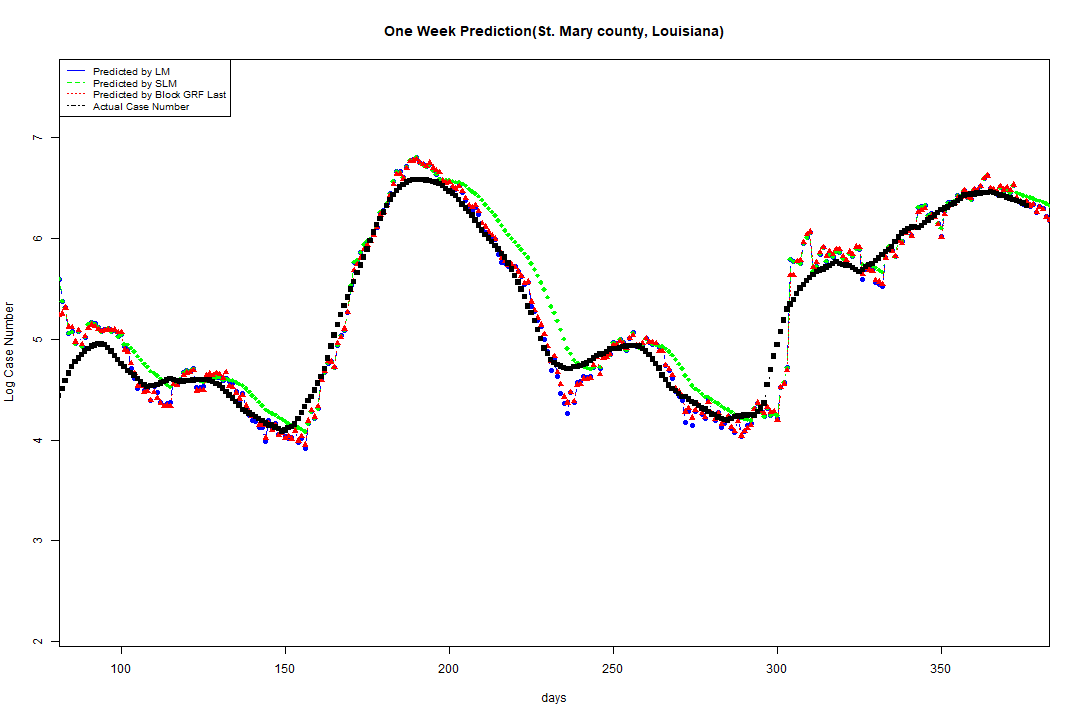 One Week Prediction(St. Mary county, Louisiana)
Predicted by LM
Predicted by SLM
Predicted by Block GRF Last
Actual Case Number
7
6
5
4
3
2
Log Case Number
100 150 200 250 300 350
days